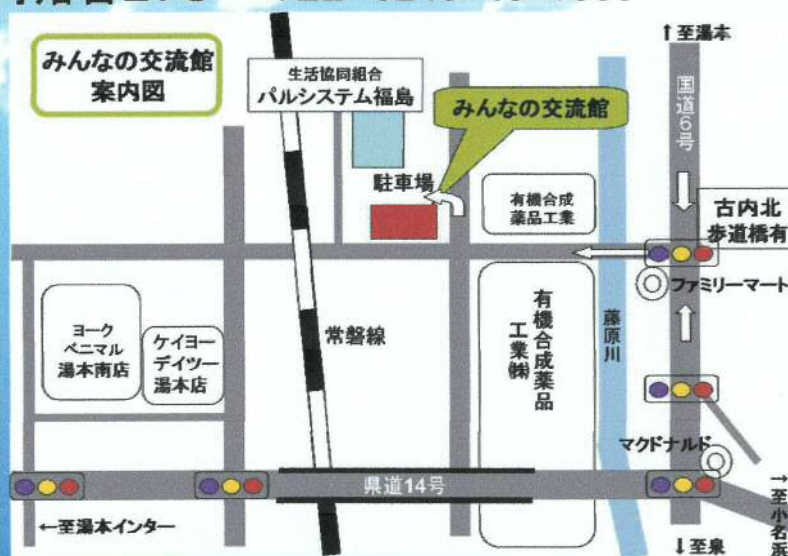 みんなの交流館
案内図
生活協同組合
パルシステム福島
みんなの交流館
駐車場
有機合成
薬品工業
↑至湯本
国道6号
古内北
歩道橋有
ファミリーマート
ヨーク
ベニマル
湯本南店
ケイヨー
デイツー
湯本店
常磐線
有機合成薬品
工業㈱
藤原川
マクドナルド
県道14号
←至湯本インター
↓至泉
→至小名浜